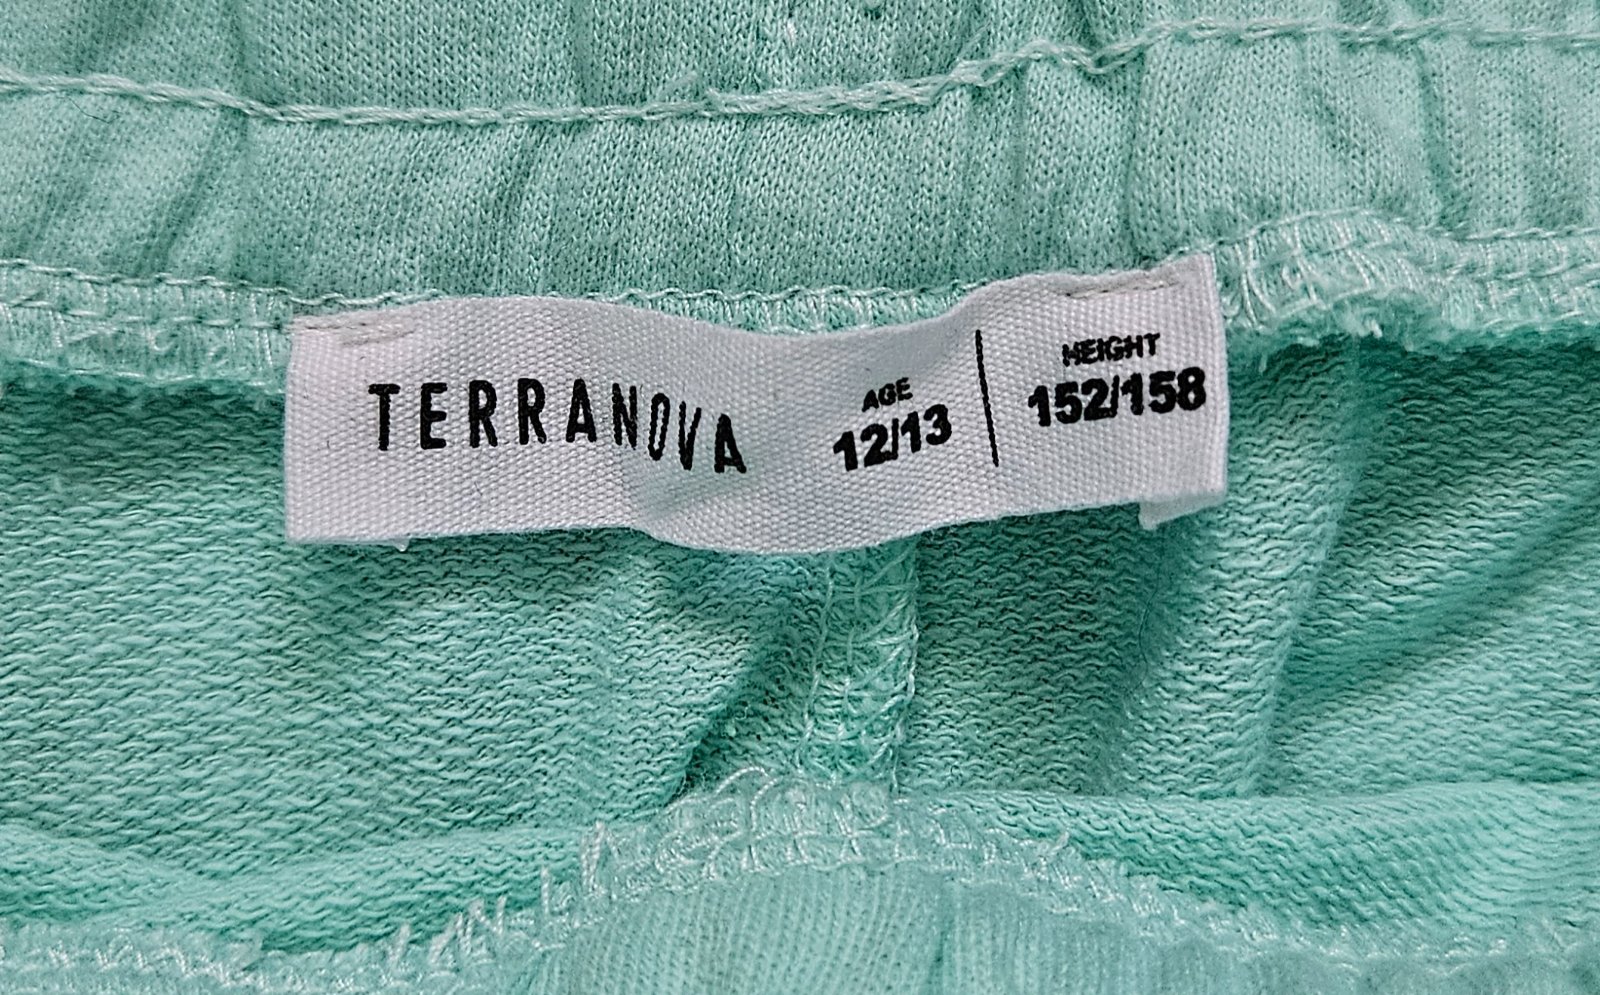 TERRANOVA
AGE
12/13
HEIGHT
152/158